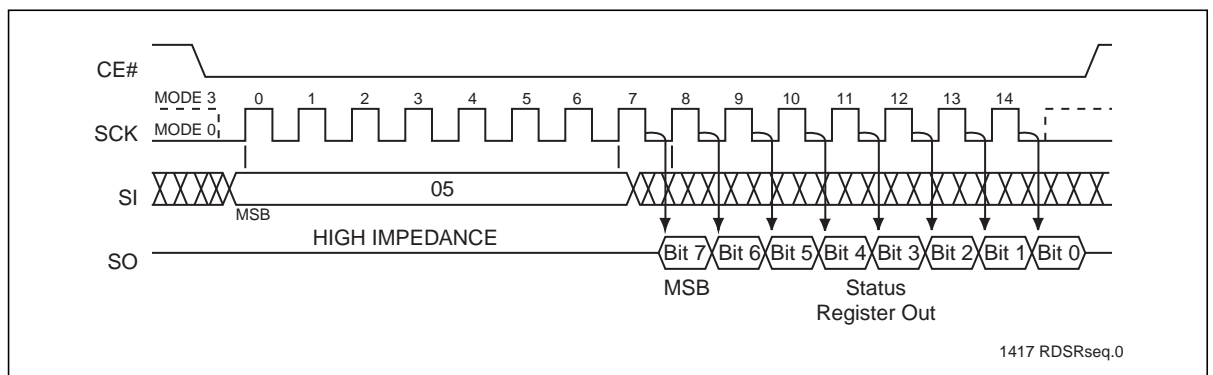 CE#
MODE 3
0 1 2 3 4 5 6 7 8 9 10 11 12 13 14
SCK
MODE 0
SI
05
MSB
HIGH IMPEDANCE
SO
Bit 7 Bit 6 Bit 5 Bit 4 Bit 3 Bit 2 Bit 1 Bit 0
MSB
Status
Register Out
1417 RDSRseq.0